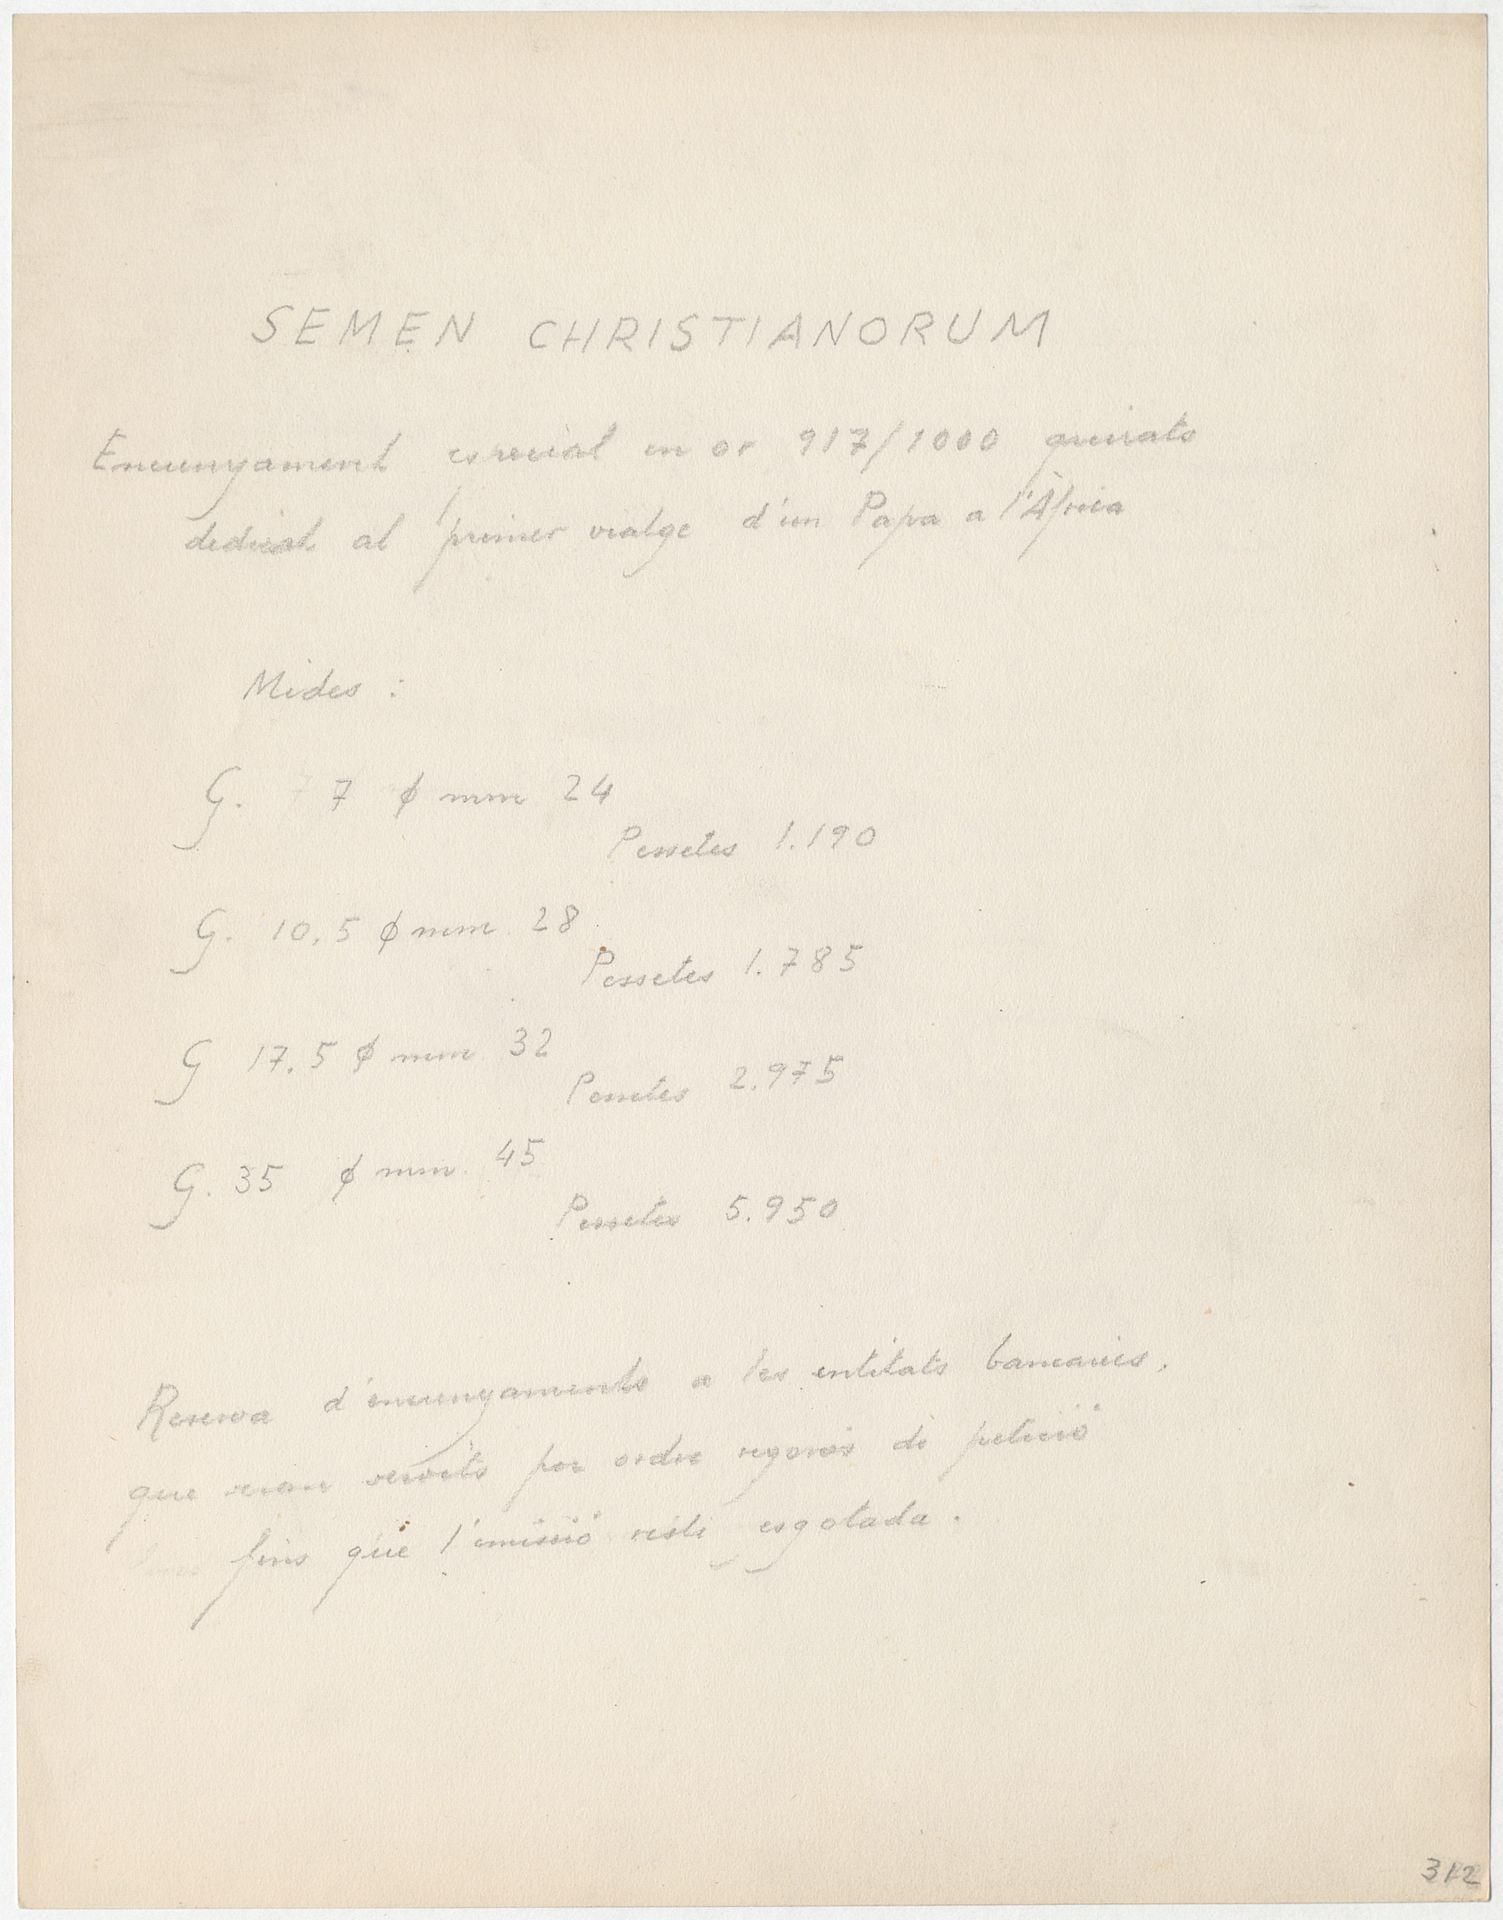 SEMEN CHRISTIANORUM
Encunyament especial en or 917/1000 quirats
dedicat al primer viatge d'un Papa a l'Àfrica
Mides :
G. 7 ϕ mm 24
Pessetes 1.190
G. 10,5 ϕ mm. 28
Pessetes 1.785
G 17,5 ϕ mm. 32
Pessetes 2.975
G. 35 ϕ mm. 45
Pessetes 5.950
Reserva d'encunyaments a les entitats bancaries,
que seran servits per ordre rigorós de petició
fins que l'emissió resti esgotada.
312